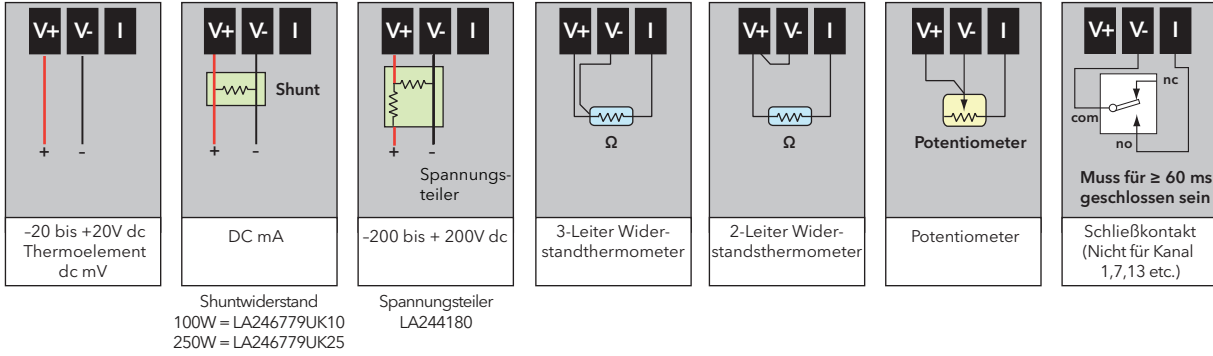 V+ V- I
+ -
-20 bis +20V dc
Thermoelement
dc mV
V+ V- I
Shunt
+ -
DC mA
Shuntwiderstand
100W = LA246779UK10
250W = LA246779UK25
V+ V- I
+ -
Spannungs-
teiler
-200 bis + 200V dc
Spannungsteiler
LA244180
V+ V- I
Ω
3-Leiter Wider-
standthermometer
V+ V- I
Ω
2-Leiter Wider-
standsthermometer
V+ V- I
Potentiometer
Potentiometer
V+ V- I
nc
com
no
Muss für ≥ 60 ms
geschlossen sein
Schließkontakt
(Nicht für Kanal
1,7,13 etc.)